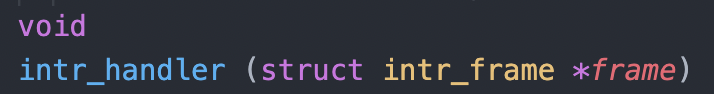 void
intr_handler (struct intr_frame *frame)